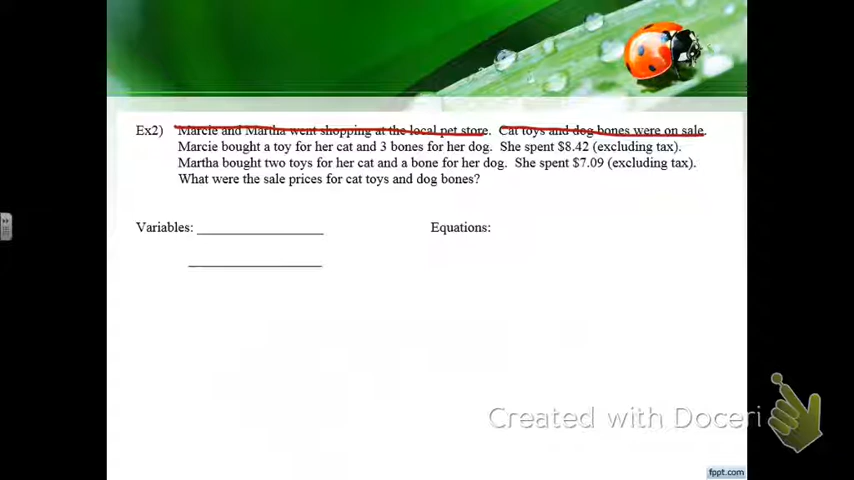 Ex2) Marcie and Martha went shopping at the local pet store. Cat toys and dog bones were on sale.
Marcie bought a toy for her cat and 3 bones for her dog. She spent $8.42 (excluding tax).
Martha bought two toys for her cat and a bone for her dog. She spent $7.09 (excluding tax).
What were the sale prices for cat toys and dog bones?
Variables: ______________ Equations:
______________
Created with Doceri
fppt.com